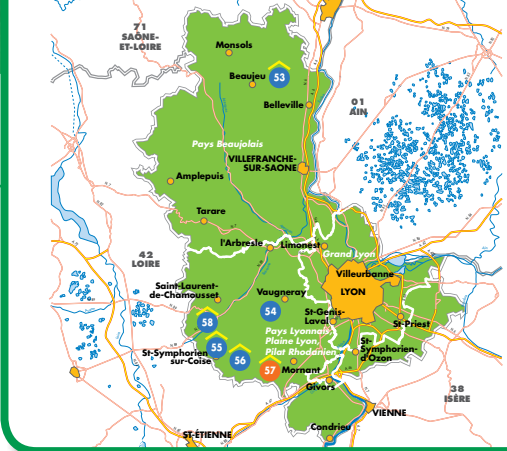 71
SAÔNE-
ET-LOIRE
Monsols
Beaujeu
53
Belleville
01
AIN
Pays Beaujolais
VILLEFRANCHE-
SUR-SAONE
Amplepuis
Tarare
l'Arbresle
Limonest
Grand Lyon
42
LOIRE
Villeurbanne
LYON
Saint-Laurent-
de-Chamousset
Vaugneray
54
St-Genis-
Laval
58
St-Priest
Pays Lyonnais,
Plaine Lyon,
Pilat Rhodanien
55
St-Symphorien
sur-Coise
56
St-
Symphorien-
d'Ozon
57
Mornant
Givors
38
ISÈRE
VIENNE
Condrieu
ST-ÉTIENNE